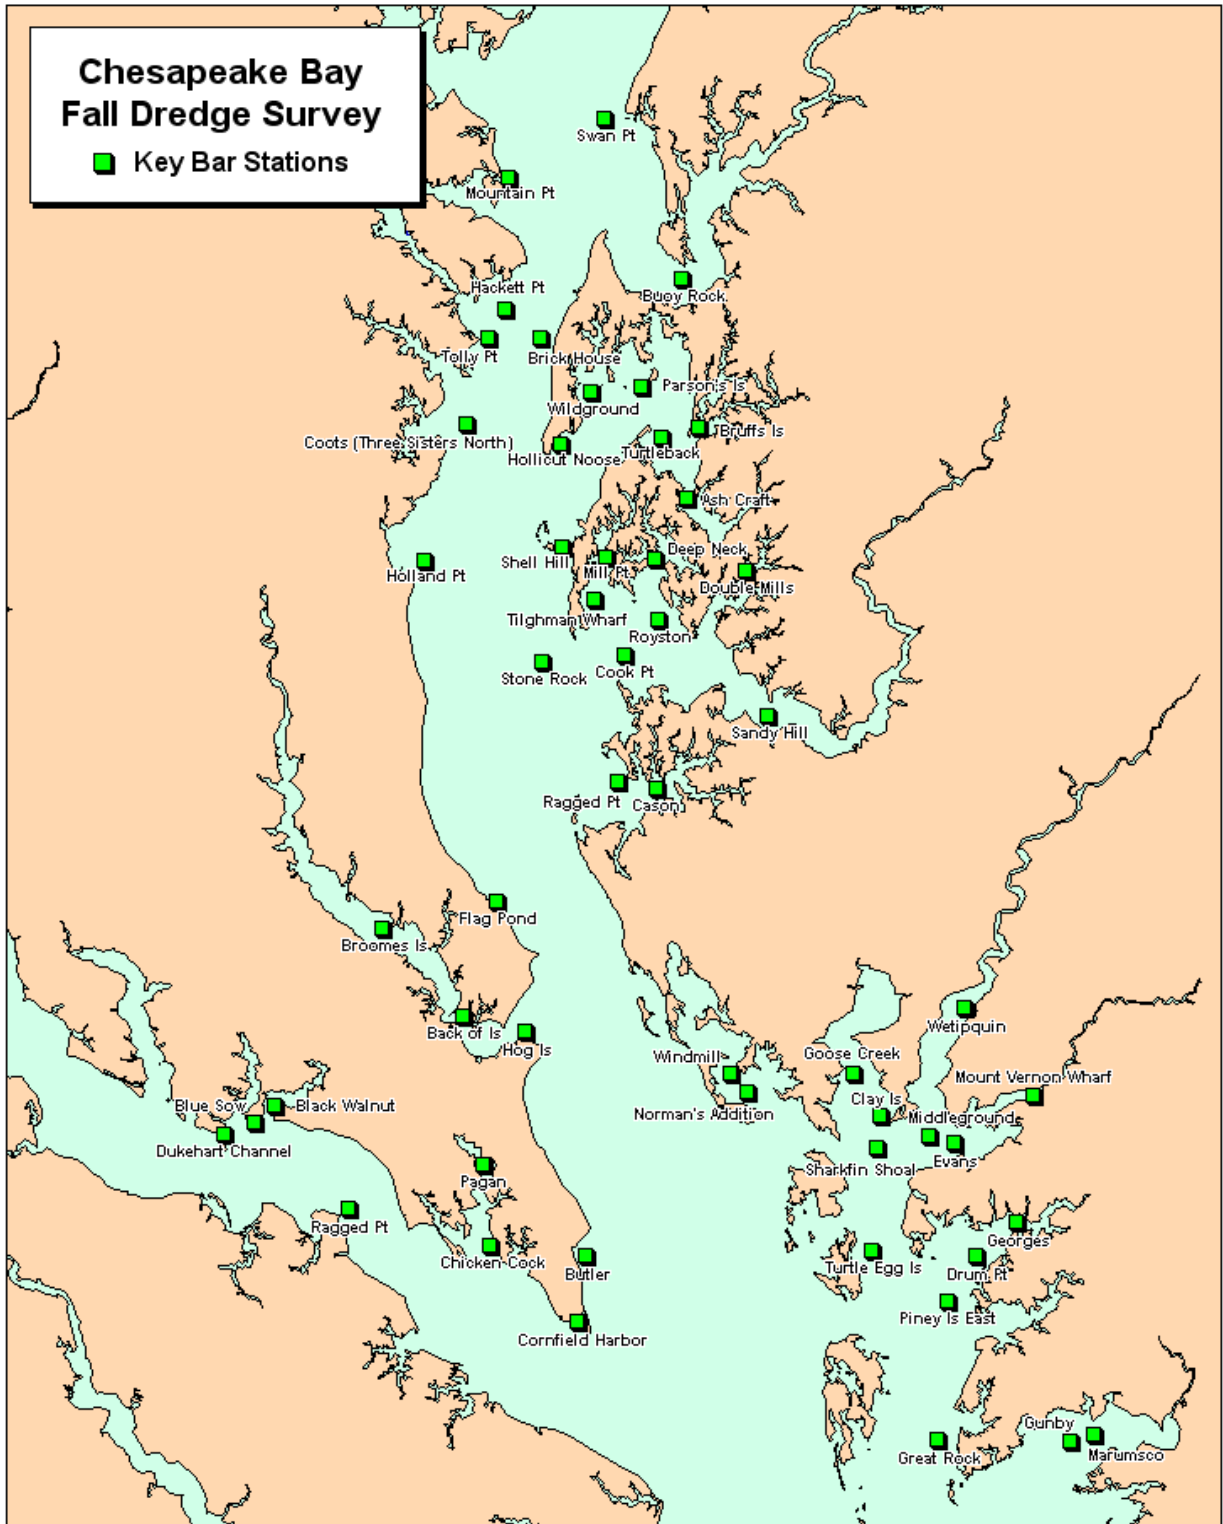 Chesapeake Bay
Fall Dredge Survey
Key Bar Stations
Swan Pt
Mountain Pt
Hackett Pt
Buoy Rock
Tolly Pt
Brick House
Parson's Is
Wildground
Bruffs Is
Coots (Three Sisters North)
Hollicut Noose
Turtleback
Ash Craft
Deep Neck
Shell Hill
Mill Pt
Holland Pt
Double Mills
Tilghman Wharf
Royston
Cook Pt
Stone Rock
Sandy Hill
Ragged Pt
Cason
Flag Pond
Broomes Is
Wetipquin
Back of Is
Hog Is
Windmill
Goose Creek
Mount Vernon Wharf
Clay Is
Blue Sow
Black Walnut
Norman's Addition
Middleground
Dukehart Channel
Evans
Sharkfin Shoal
Pagan
Ragged Pt
Georges
Chicken Cock
Turtle Egg Is
Butler
Drum Pt
Piney Is East
Cornfield Harbor
Gunby
Great Rock
Marumsco